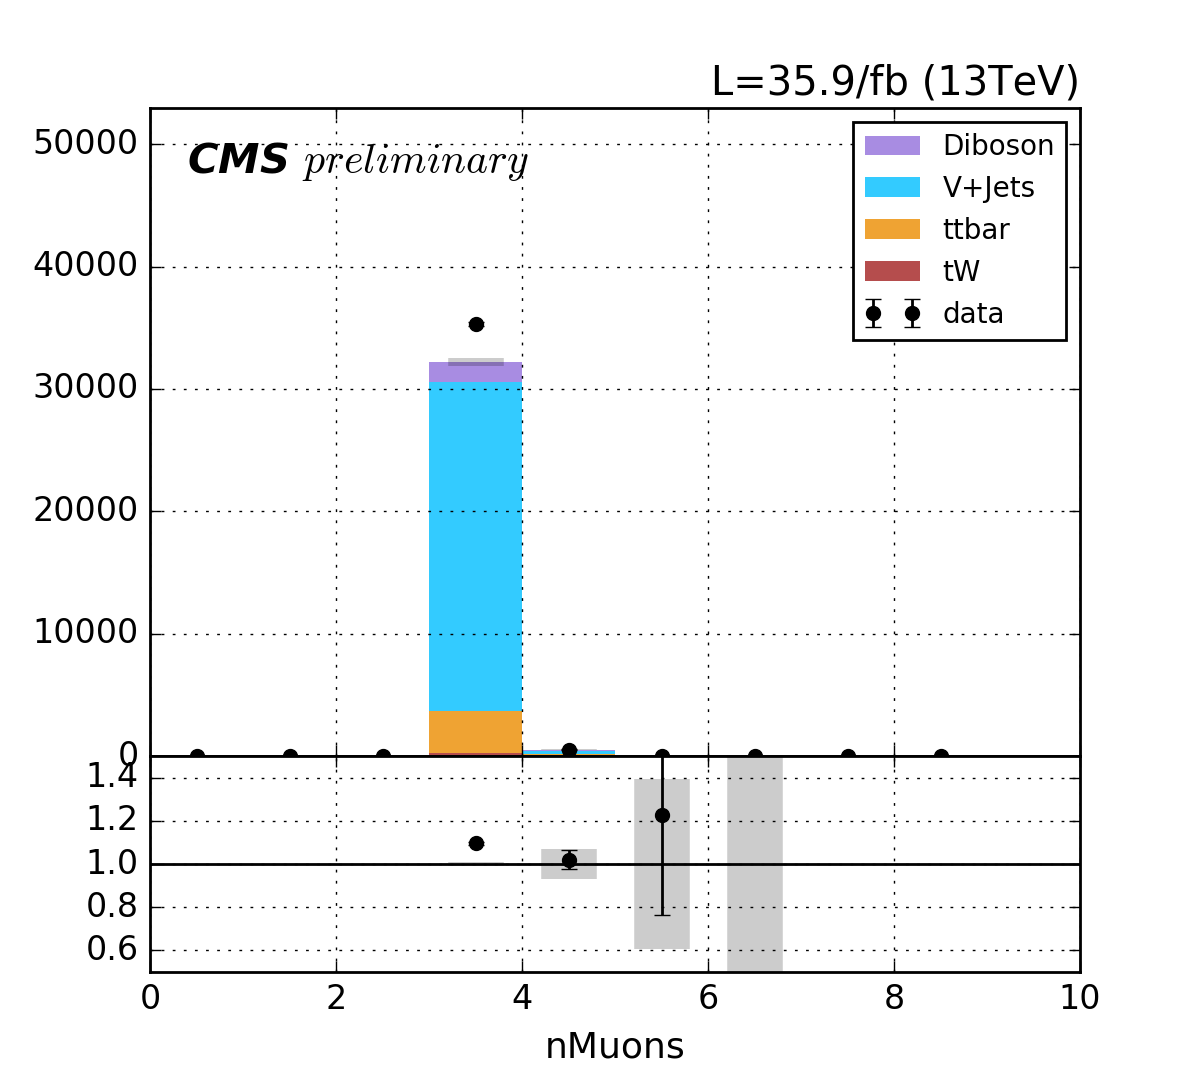 L=35.9/fb (13TeV)
CMS preliminary
Diboson
V+Jets
ttbar
tW
data
50000
40000
30000
20000
10000
0
1.4
1.2
1.0
0.8
0.6
0 2 4 6 8 10
nMuons